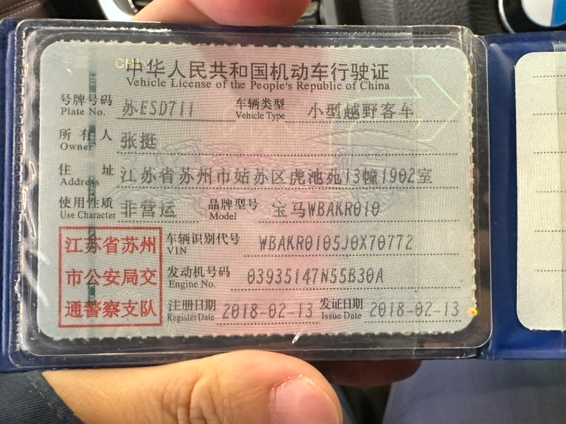 中华人民共和国机动车行驶证
Vehicle License of the People's Republic of China
号牌号码 Plate No. 苏ESD711 车辆类型 Vehicle Type 小型越野客车
所有人 Owner 张挺
住址 Address 江苏省苏州市姑苏区虎池苑13幢1902室
使用性质 Use Character 非营运 品牌型号 Model 宝马WBAKR010
江苏省苏州市公安局交通警察支队
车辆识别代号 VIN WBAKR0105J0X70772
发动机号码 Engine No. 03935147N55B30A
注册日期 Register Date 2018-02-13 发证日期 Issue Date 2018-02-13